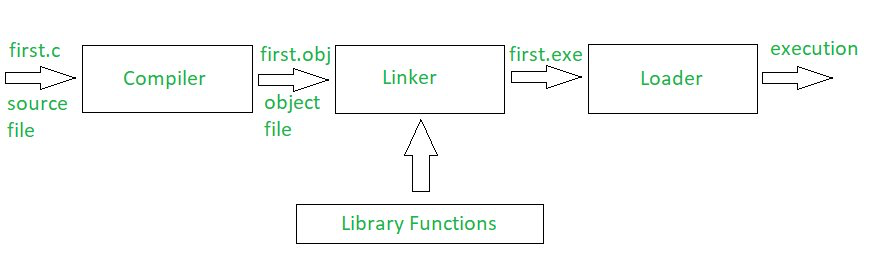 first.c
source
file
Compiler
first.obj
object
file
Linker
first.exe
Loader
execution
Library Functions